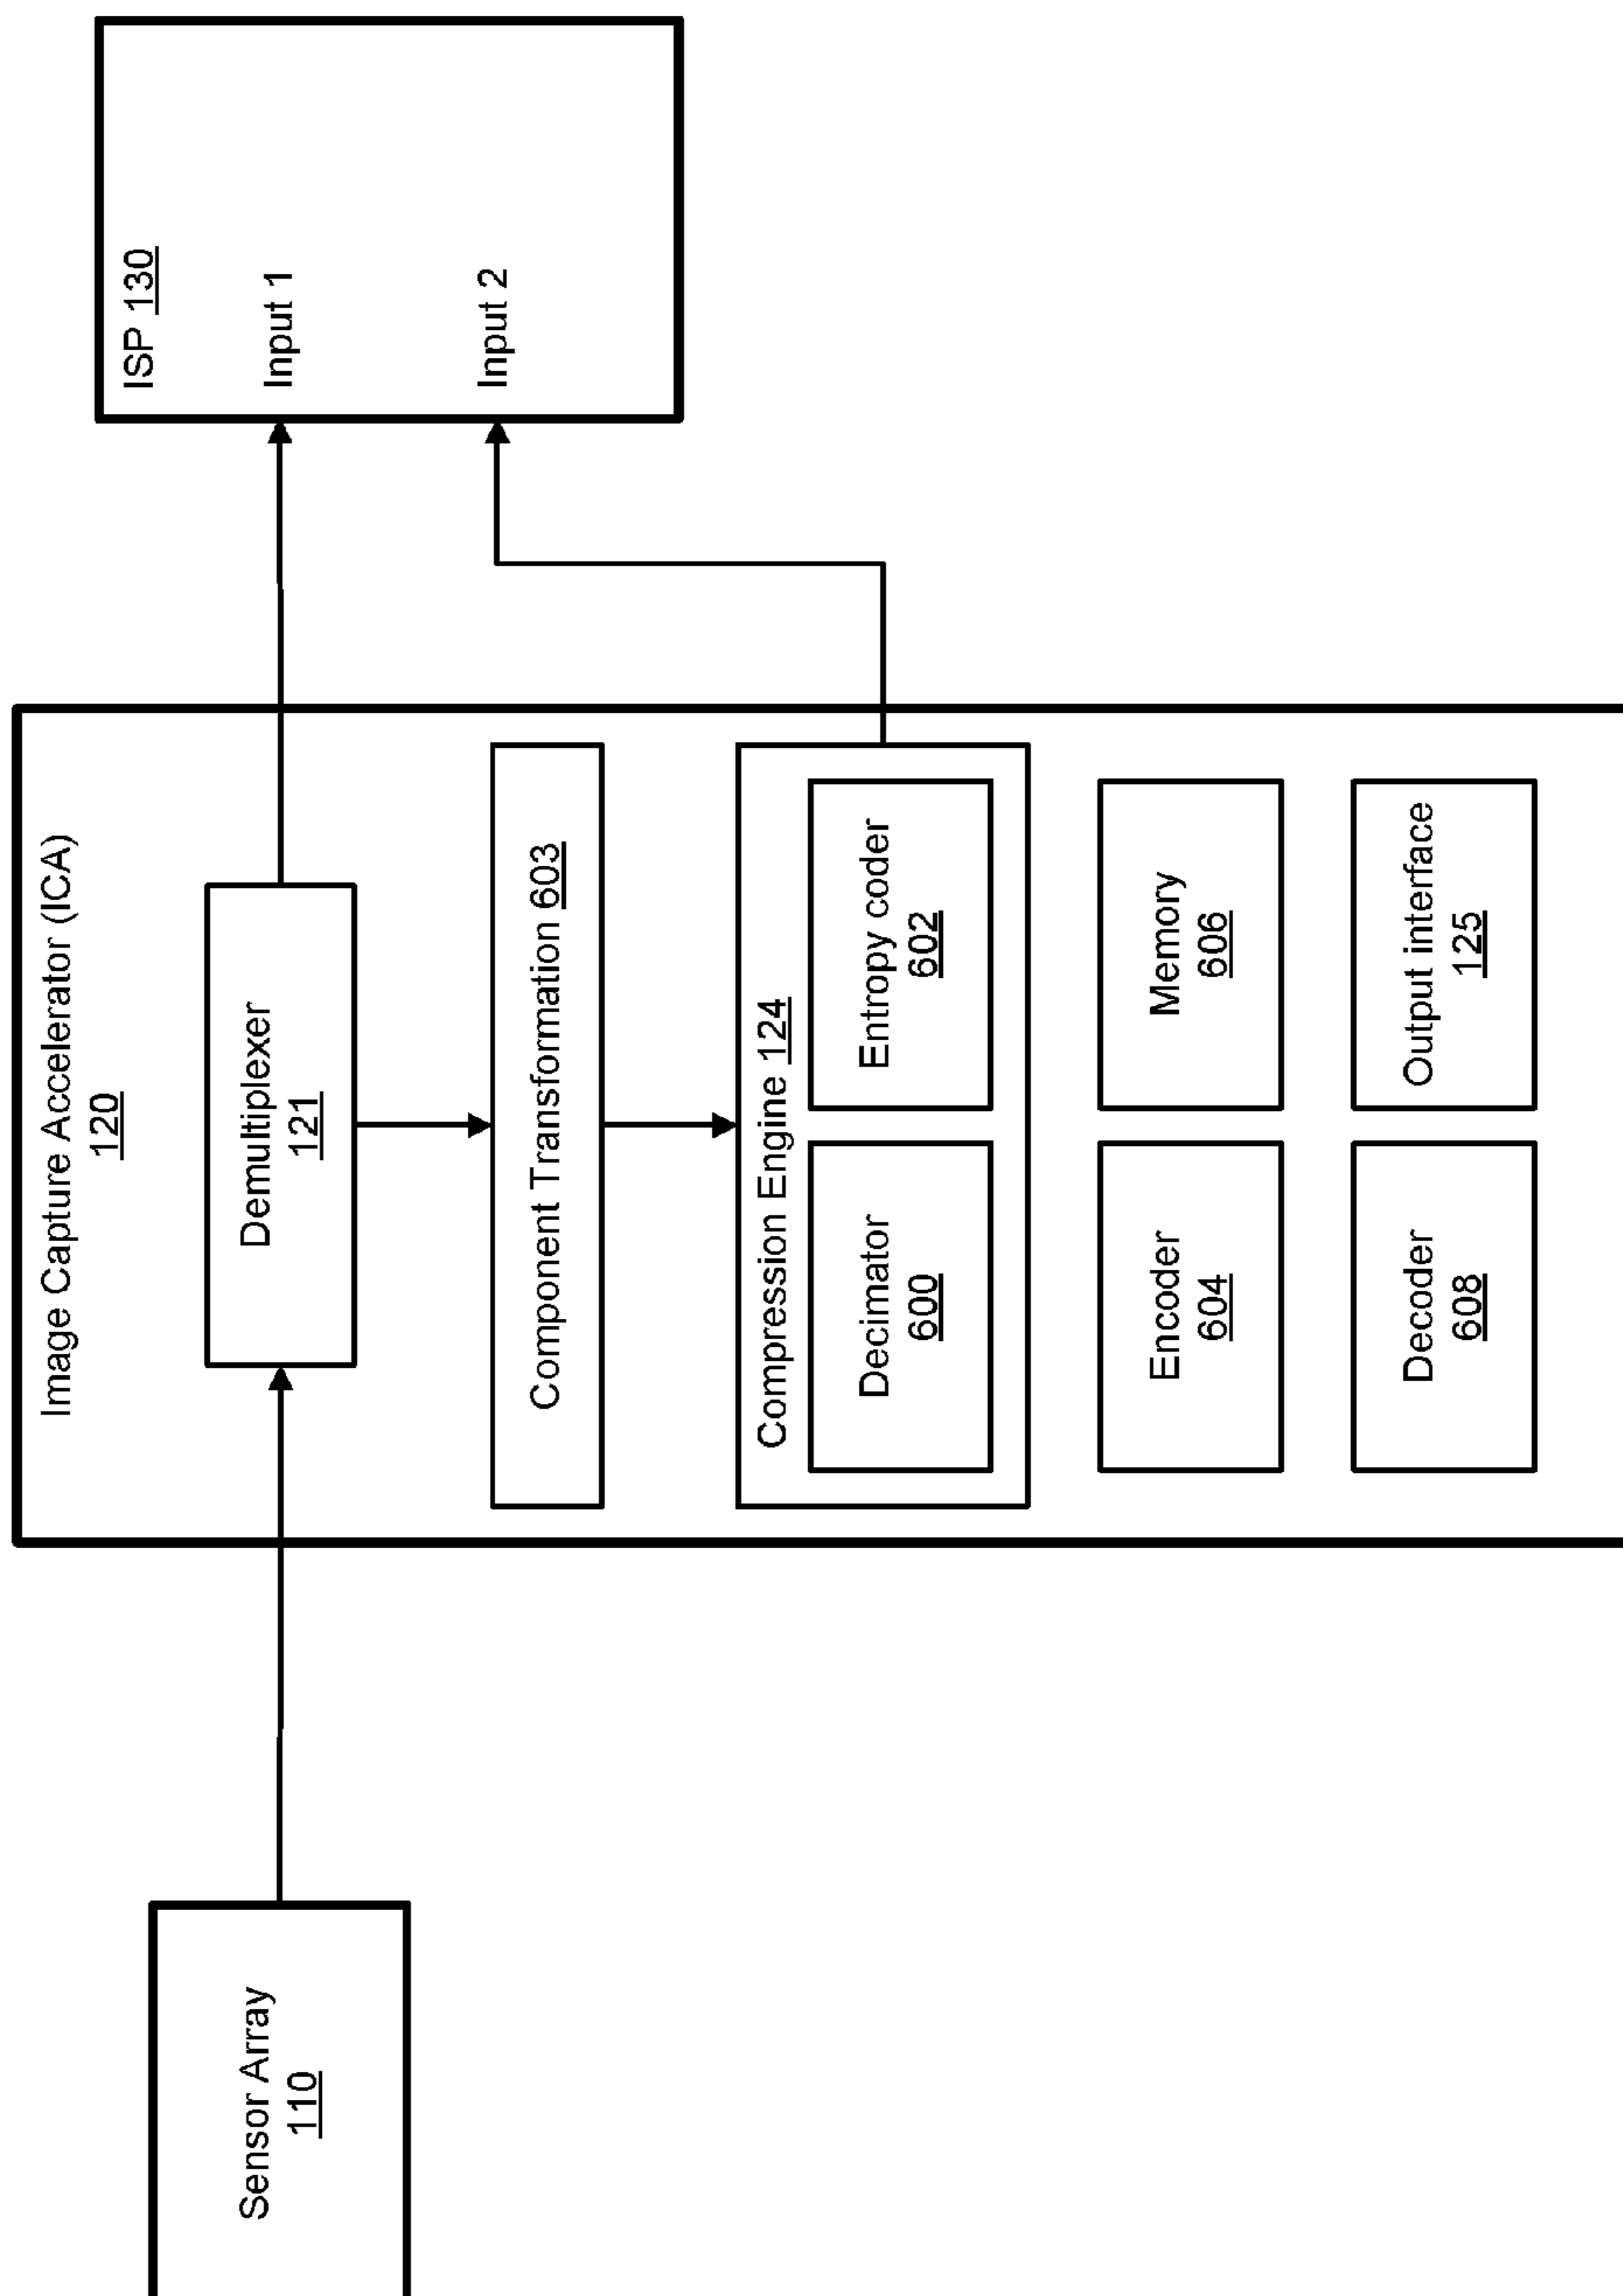 Sensor Array
110
Image Capture Accelerator (ICA)
120
Demultiplexer
121
Component Transformation 603
Compression Engine 124
Decimator
600
Entropy coder
602
Encoder
604
Memory
606
Decoder
608
Output interface
125
ISP 130
Input 1
Input 2